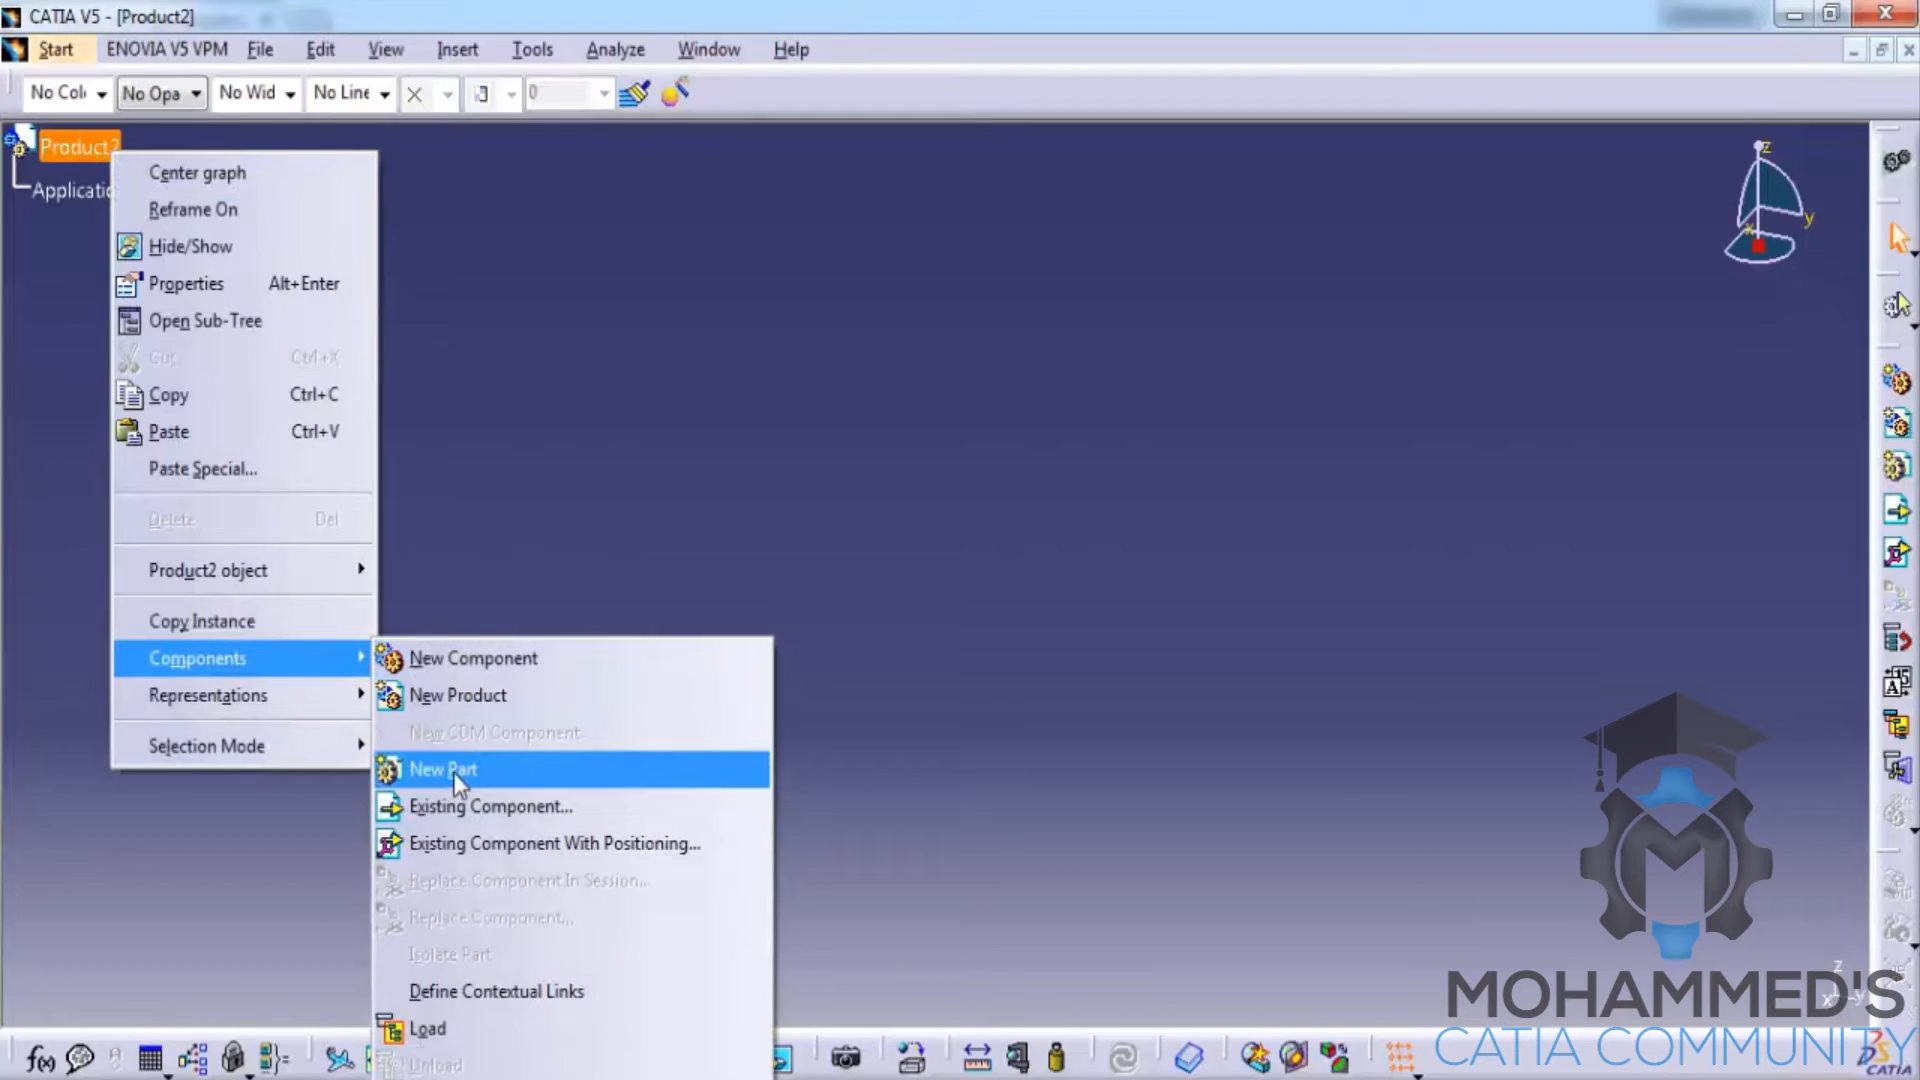 CATIA V5 - [Product2]
Start ENOVIA V5 VPM File Edit View Insert Tools Analyze Window Help
No Col No Opa No Wid No Line 0
Product2
Applicatio
Center graph
Reframe On
Hide/Show
Properties Alt+Enter
Open Sub-Tree
Cut Ctrl+X
Copy Ctrl+C
Paste Ctrl+V
Paste Special...
Delete Del
Product2 object
Copy Instance
Components
Representations
Selection Mode
New Component
New Product
New CDM Component
New Part
Existing Component...
Existing Component With Positioning...
Replace Component In Session...
Replace Component...
Isolate Part
Define Contextual Links
Load
Unload
z
y
x
z
x y
f(x)
MOHAMMED'S
CATIA COMMUNITY
CATIA